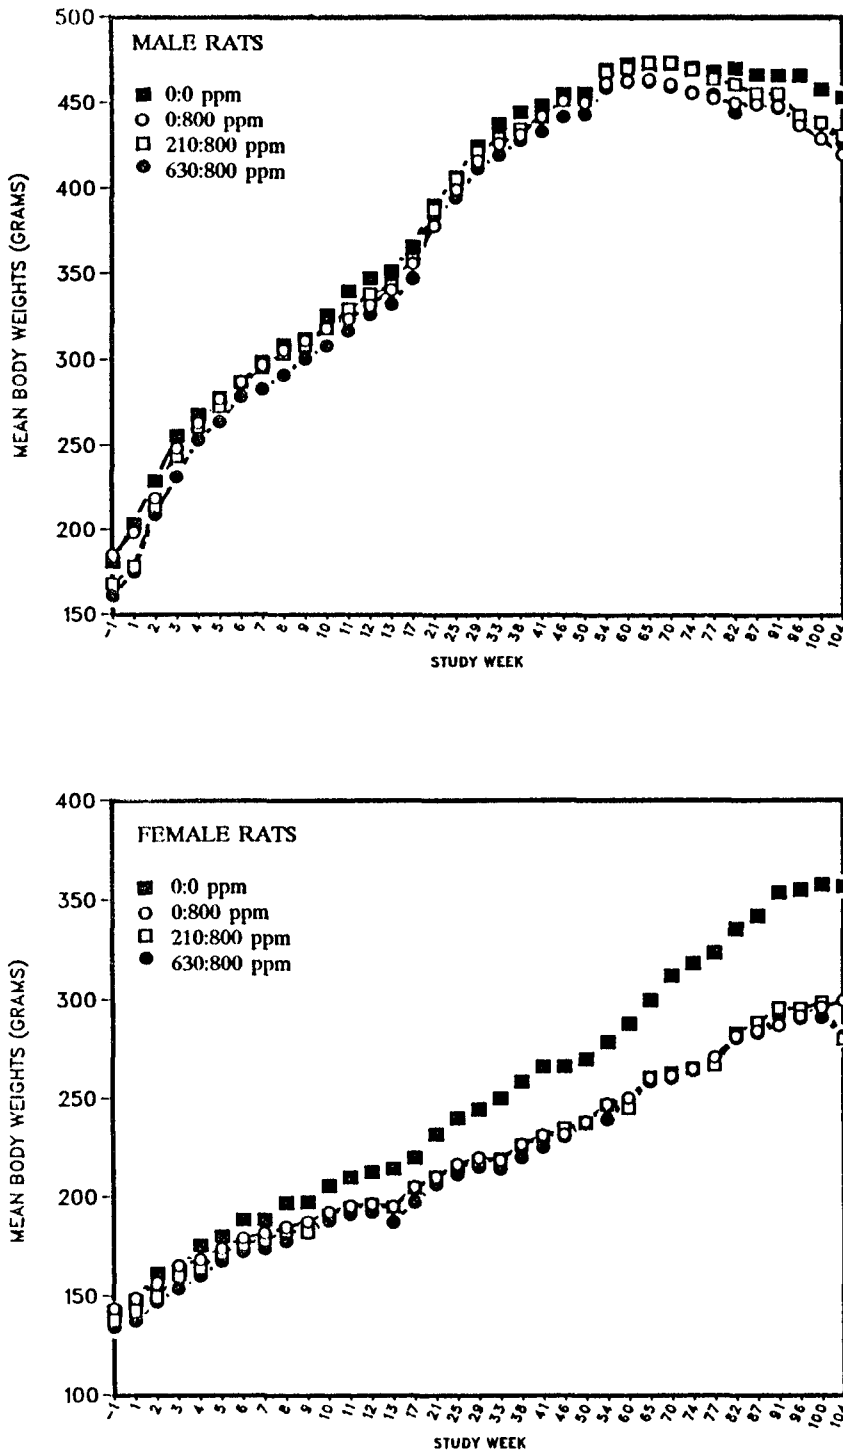 500
MALE RATS
0:0 ppm
0:800 ppm
210:800 ppm
630:800 ppm
450
400
350
300
250
200
150
MEAN BODY WEIGHTS (GRAMS)
-1 1 2 3 4 5 6 7 8 9 10 11 12 13 17 21 25 29 33 38 41 46 50 54 60 65 70 74 77 82 87 91 96 100 104
STUDY WEEK
400
FEMALE RATS
0:0 ppm
0:800 ppm
210:800 ppm
630:800 ppm
350
300
250
200
150
100
MEAN BODY WEIGHTS (GRAMS)
-1 1 2 3 4 5 6 7 8 9 10 11 12 13 17 21 25 29 33 38 41 46 50 54 60 65 70 74 77 82 87 91 96 100 104
STUDY WEEK